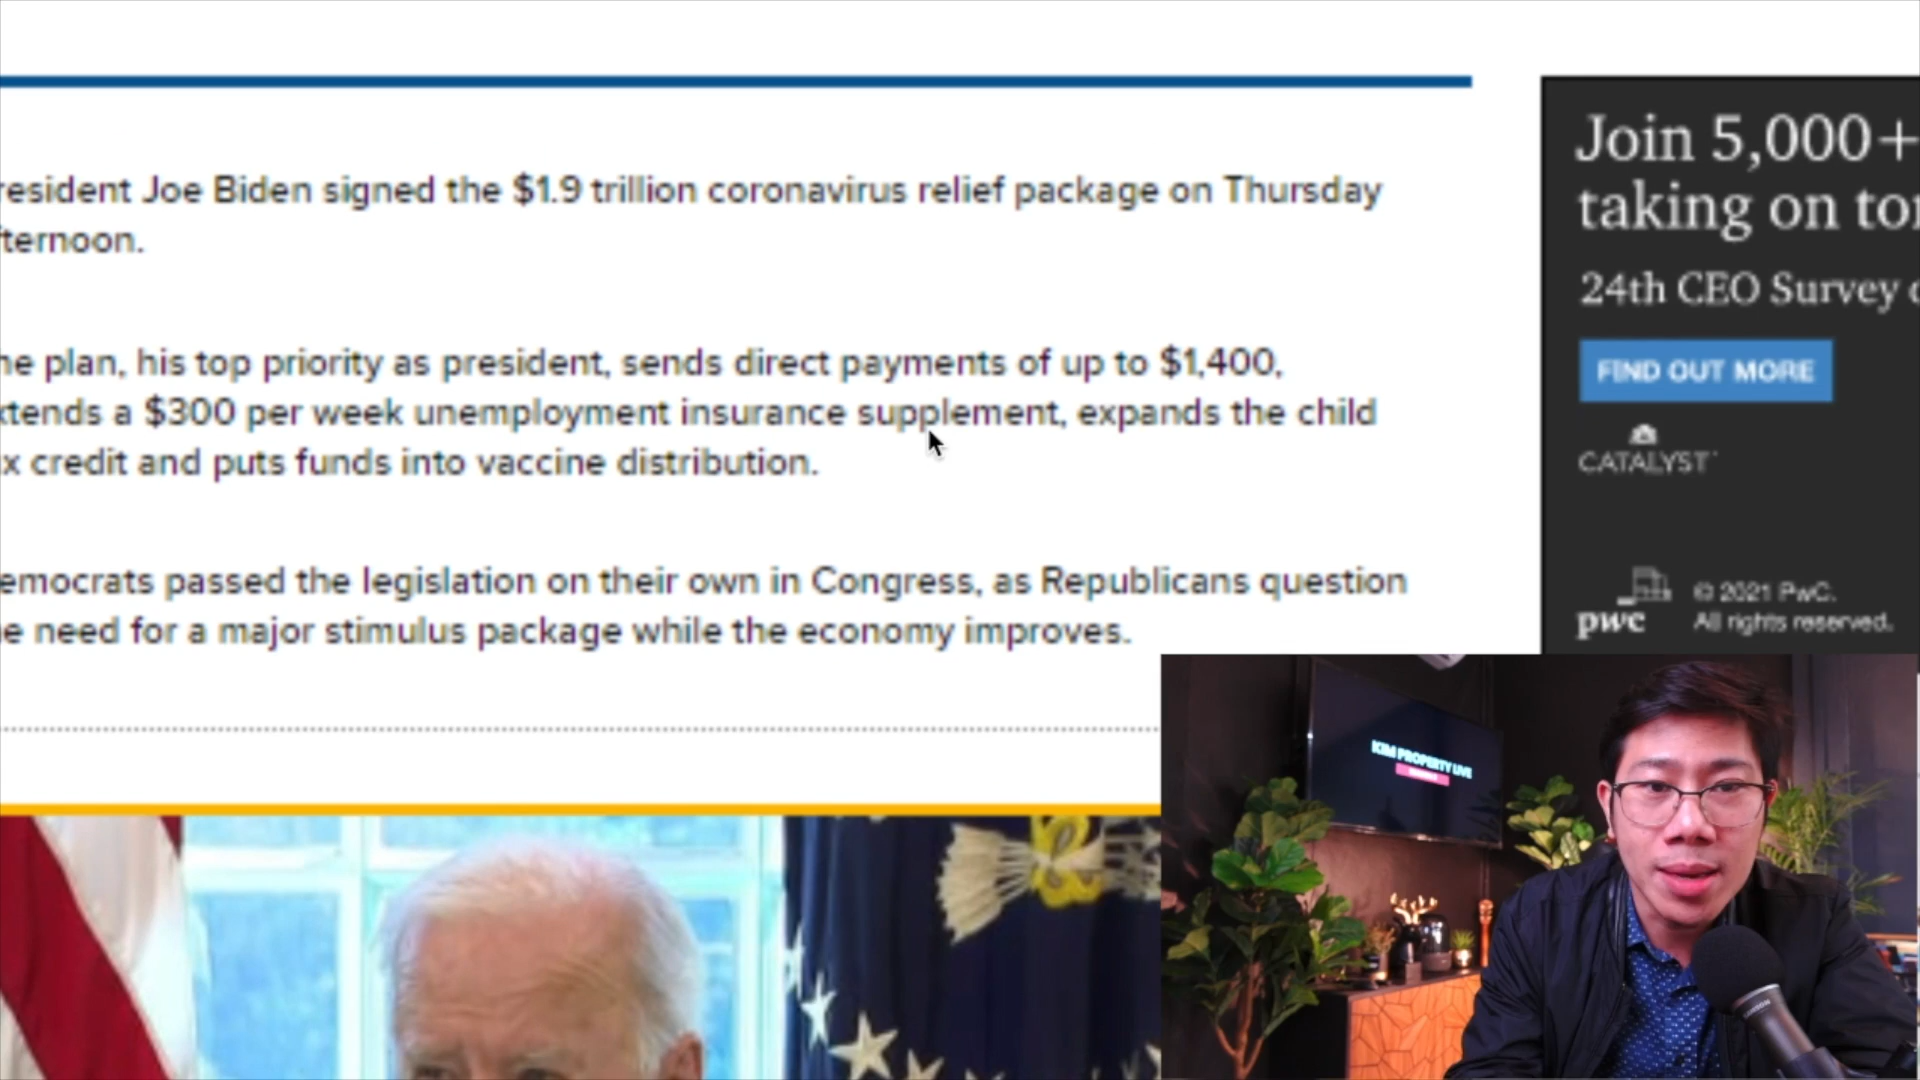 resident Joe Biden signed the $1.9 trillion coronavirus relief package on Thursday
fternoon.
he plan, his top priority as president, sends direct payments of up to $1,400,
xtends a $300 per week unemployment insurance supplement, expands the child
x credit and puts funds into vaccine distribution.
emocrats passed the legislation on their own in Congress, as Republicans question
e need for a major stimulus package while the economy improves.
Join 5,000+
taking on to
24th CEO Survey
FIND OUT MORE
CATALYST
pwc
© 2021 PwC.
All rights reserved.
KIM PROPERTY LIVE